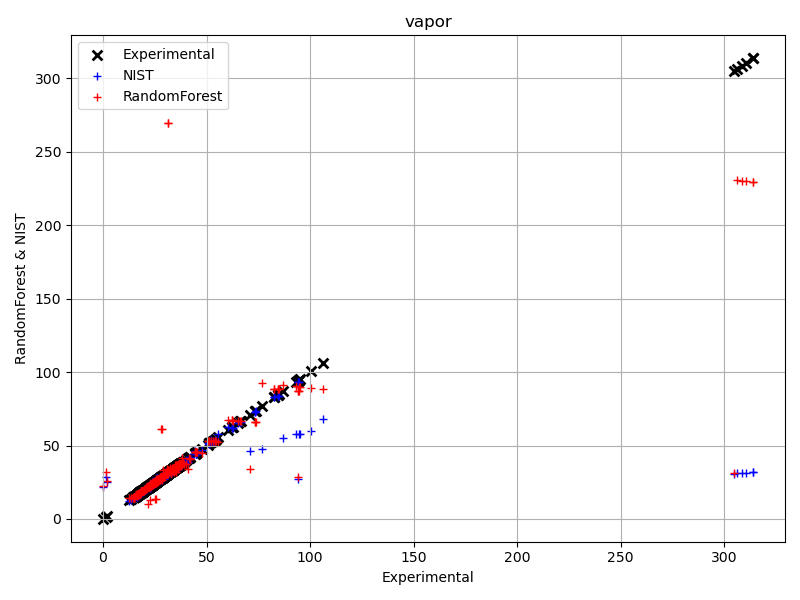 vapor
Experimental
NIST
RandomForest
RandomForest & NIST
300
250
200
150
100
50
0
0 50 100 150 200 250 300
Experimental